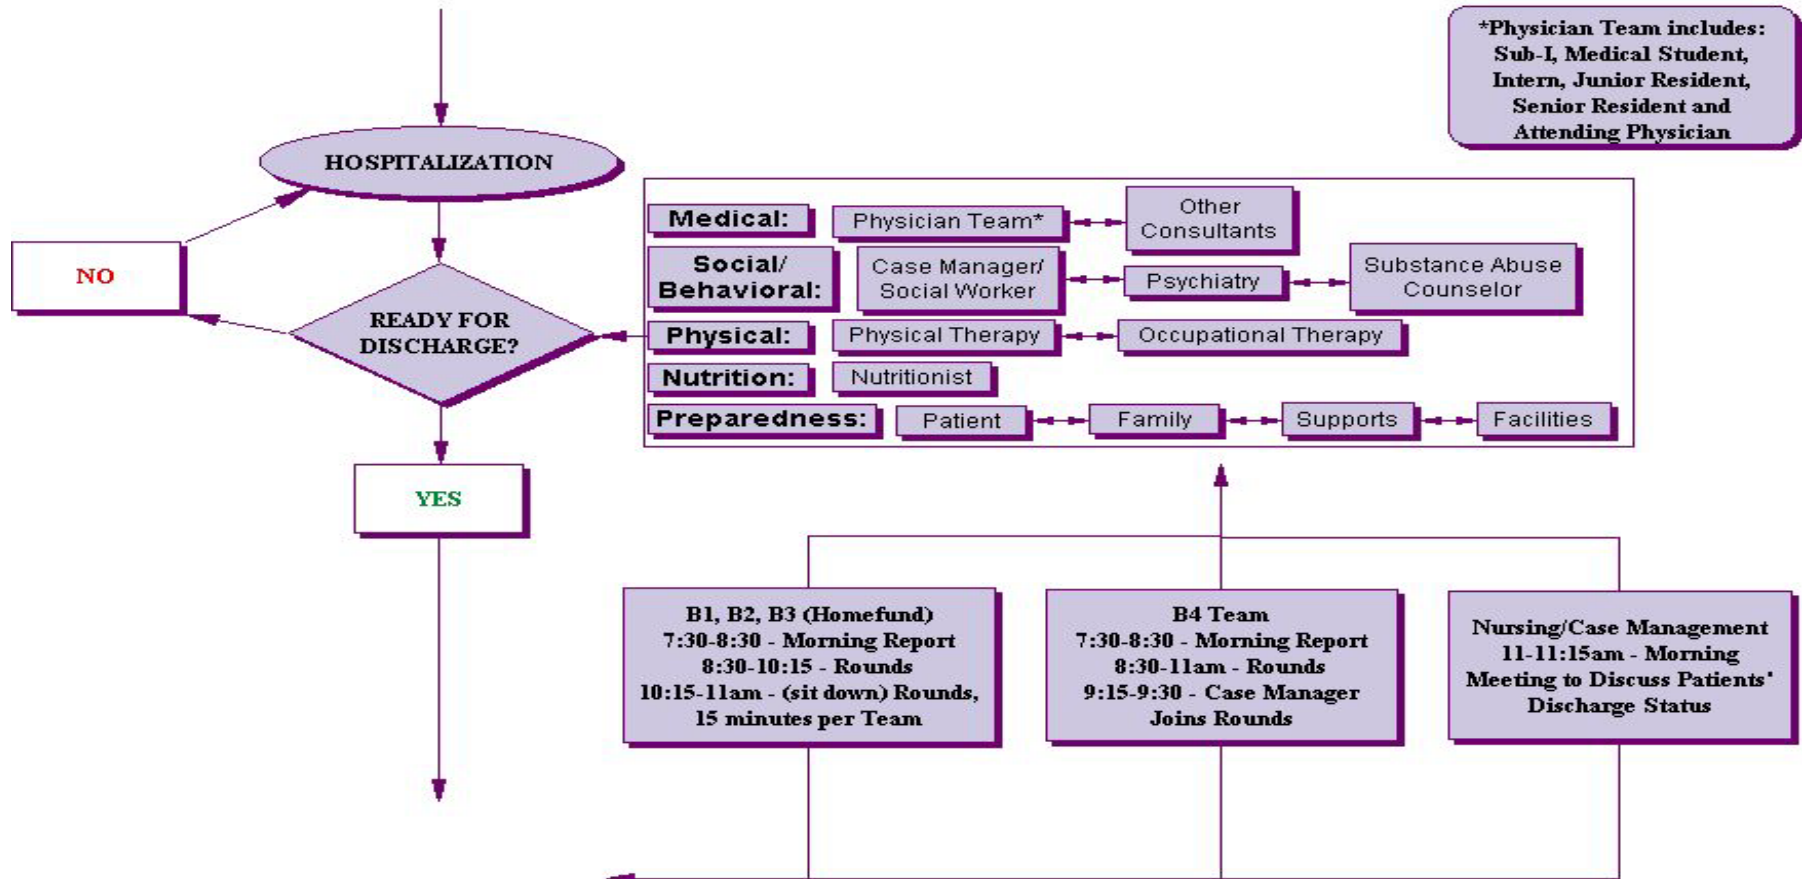 *Physician Team includes:
Sub-I, Medical Student,
Intern, Junior Resident,
Senior Resident and
Attending Physician
HOSPITALIZATION
NO
READY FOR
DISCHARGE?
YES
Medical:
Physician Team*
Other
Consultants
Social/
Behavioral:
Case Manager/
Social Worker
Psychiatry
Substance Abuse
Counselor
Physical:
Physical Therapy
Occupational Therapy
Nutrition:
Nutritionist
Preparedness:
Patient
Family
Supports
Facilities
B1, B2, B3 (Homefund)
7:30-8:30 - Morning Report
8:30-10:15 - Rounds
10:15-11am - (sit down) Rounds,
15 minutes per Team
B4 Team
7:30-8:30 - Morning Report
8:30-11am - Rounds
9:15-9:30 - Case Manager
Joins Rounds
Nursing/Case Management
11-11:15am - Morning
Meeting to Discuss Patients'
Discharge Status